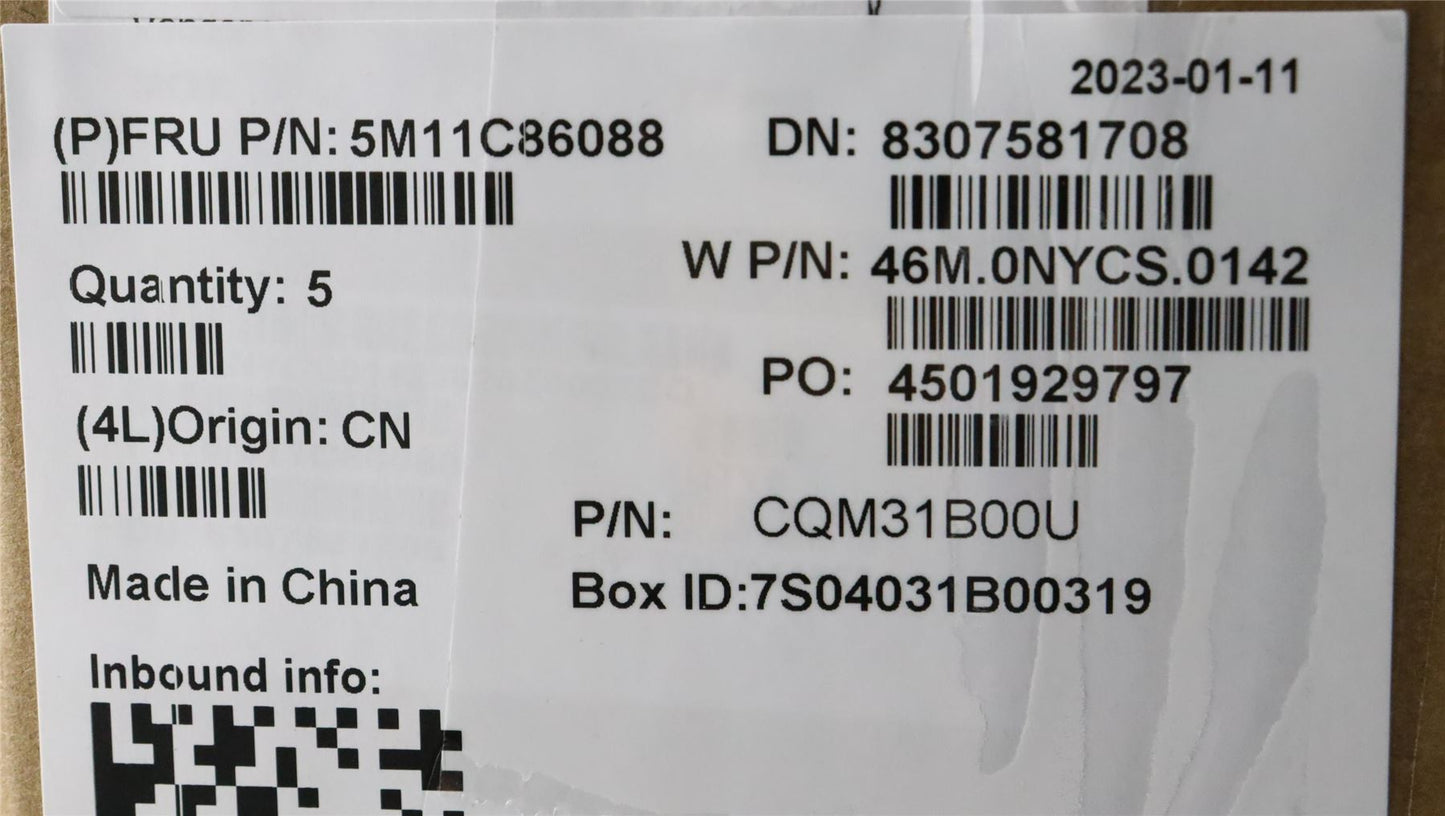 2023-01-11
(P)FRU P/N: 5M11C86088
DN: 8307581708
W P/N: 46M.0NYCS.0142
Quantity: 5
PO: 4501929797
(4L)Origin: CN
P/N: CQM31B00U
Made in China
Box ID:7S04031B00319
Inbound info: